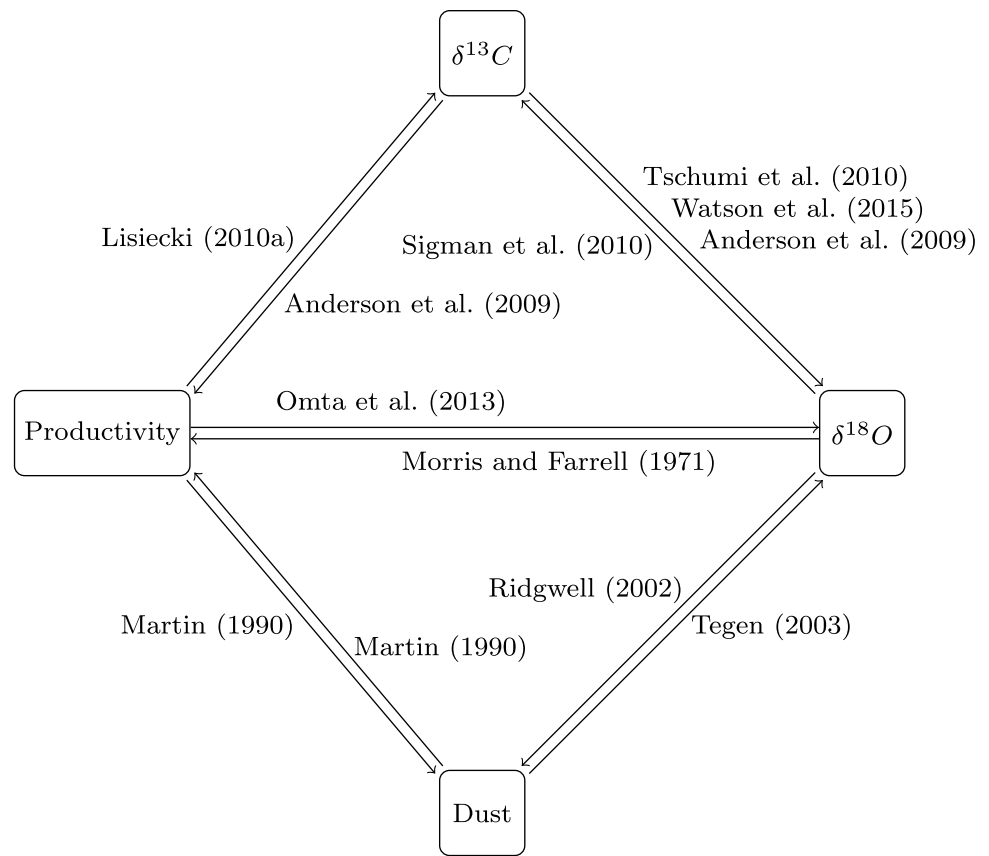 δ¹³C
Tschumi et al. (2010)
Watson et al. (2015)
Anderson et al. (2009)
Lisiecki (2010a)
Sigman et al. (2010)
Anderson et al. (2009)
Omta et al. (2013)
Productivity
δ¹⁸O
Morris and Farrell (1971)
Ridgwell (2002)
Martin (1990)
Tegen (2003)
Martin (1990)
Dust